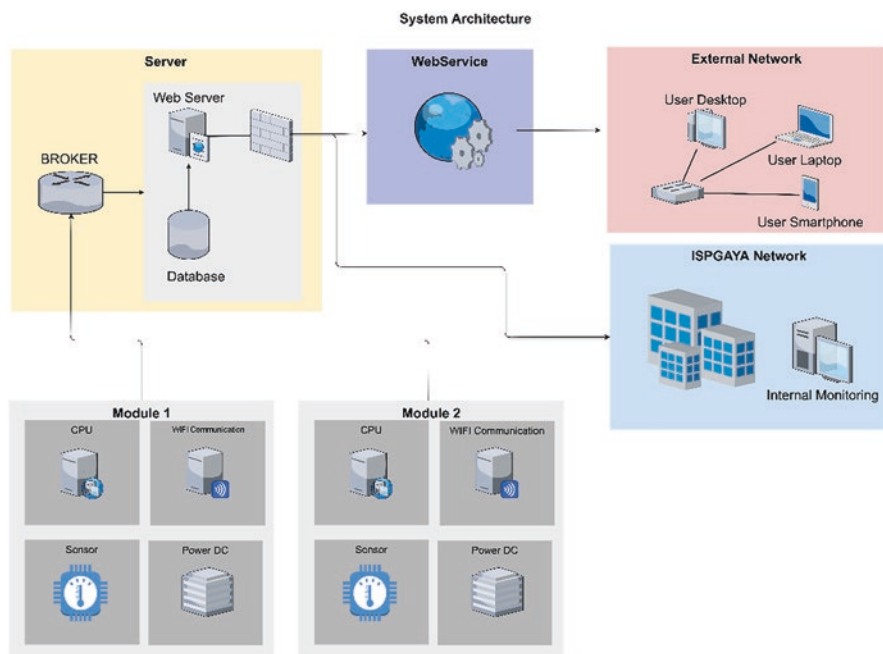 System Architecture
Server
WebService
External Network
Web Server
User Desktop
BROKER
User Laptop
User Smartphone
Database
ISPGAYA Network
Internal Monitoring
Module 1
Module 2
CPU
WIFI Communication
CPU
WIFI Communication
Sensor
Power DC
Sensor
Power DC